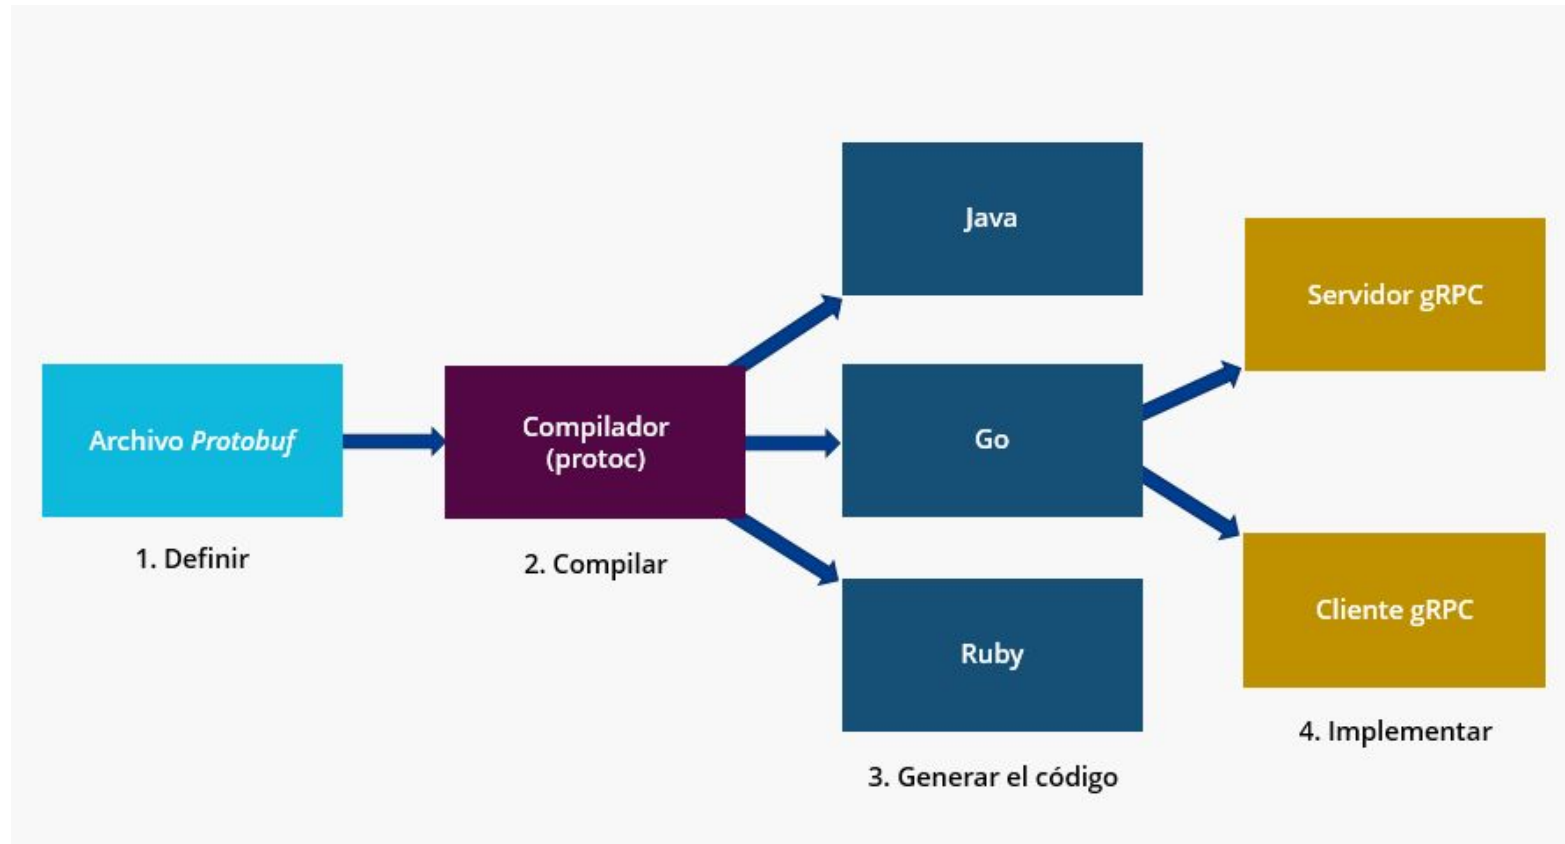 Java
Servidor gRPC
Archivo Protobuf
Compilador
(protoc)
Go
1. Definir
2. Compilar
Ruby
Cliente gRPC
4. Implementar
3. Generar el código